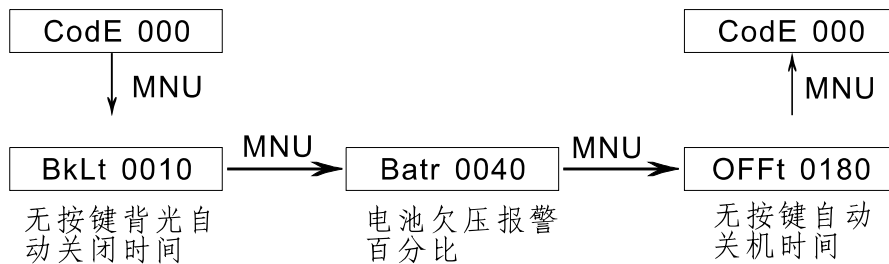 CodE 000
CodE 000
MNU
MNU
BkLt 0010
MNU
Batr 0040
MNU
OFFt 0180
无按键背光自
动关闭时间
电池欠压报警
百分比
无按键自动
关机时间